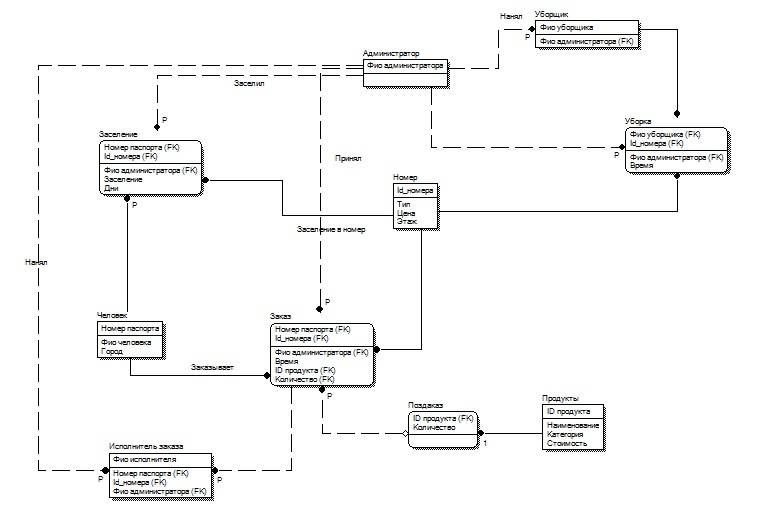 Нанял
Уборщик
Фио уборщика
Фио администратора (FK)
P
Администратор
Фио администратора
Заселил
P
Заселение
Номер паспорта (FK)
Id_номера (FK)
Фио администратора (FK)
Заселение
Дни
P
Принял
Уборка
Фио уборщика (FK)
Id_номера (FK)
Фио администратора (FK)
Время
P
Номер
Id_номера
Тип
Цена
Этаж
Заселение в номер
Нанял
P
Человек
Номер паспорта
Фио человека
Город
Заказ
Номер паспорта (FK)
Id_номера (FK)
Фио администратора (FK)
Время
ID продукта (FK)
Количество (FK)
P
Заказывает
Поздаказ
ID продукта (FK)
Количество
1
Продукты
ID продукта
Наименование
Категория
Стоимость
Исполнитель заказа
Фио исполнителя
Номер паспорта (FK)
Id_номера (FK)
Фио администратора (FK)
P
P